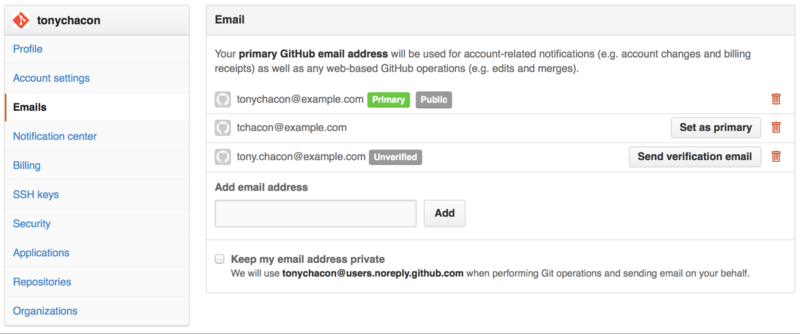 tonychacon
Profile
Account settings
Emails
Notification center
Billing
SSH keys
Security
Applications
Repositories
Organizations
Email
Your primary GitHub email address will be used for account-related notifications (e.g. account changes and billing
receipts) as well as any web-based GitHub operations (e.g. edits and merges).
tonychacon@example.com Primary Public
tchacon@example.com Set as primary
tony.chacon@example.com Unverified Send verification email
Add email address
Add
Keep my email address private
We will use tonychacon@users.noreply.github.com when performing Git operations and sending email on your behalf.